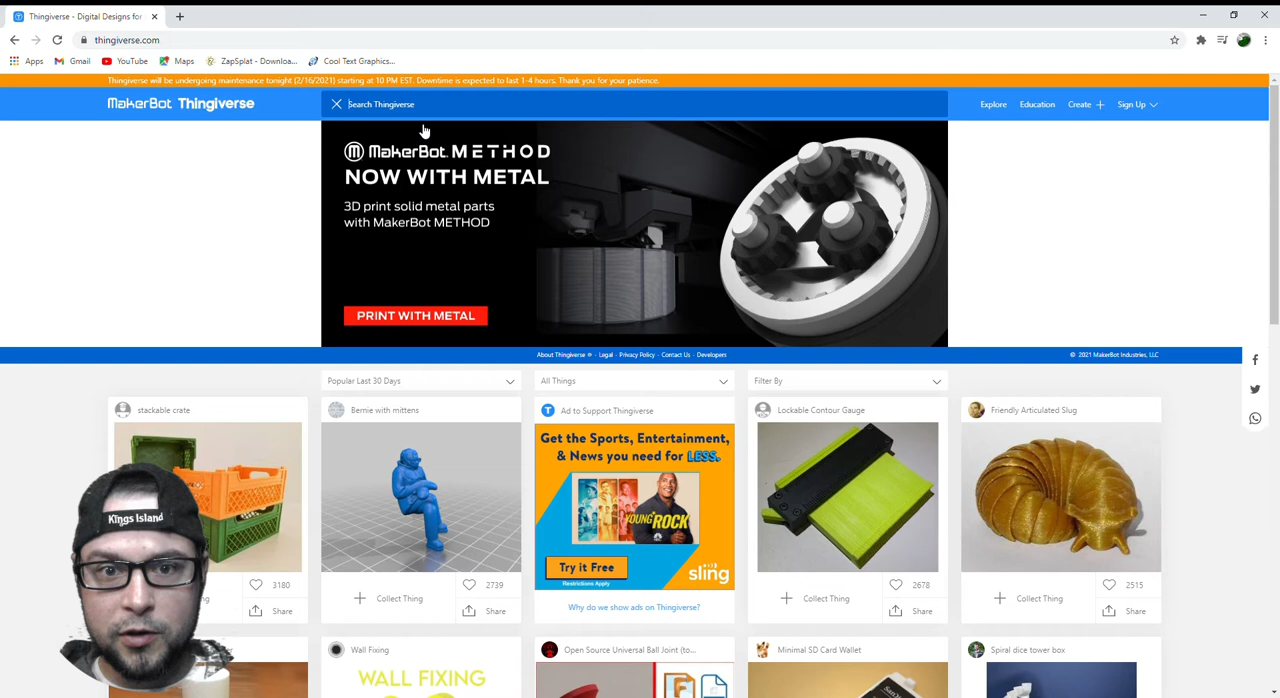 Thingiverse - Digital Designs for
thingiverse.com
Apps Gmail YouTube Maps ZapSplat - Downloa... Cool Text Graphics...
Thingiverse will be undergoing maintenance tonight (2/16/2021) starting at 10 PM EST. Downtime is expected to last 1-4 hours. Thank you for your patience.
MakerBot Thingiverse Search Thingiverse Explore Education Create Sign Up
MakerBot METHOD
NOW WITH METAL
3D print solid metal parts
with MakerBot METHOD
PRINT WITH METAL
About Thingiverse ® · Legal · Privacy Policy · Contact Us · Developers © 2021 MakerBot Industries, LLC
Popular Last 30 Days All Things Filter By
stackable crate Bernie with mittens Ad to Support Thingiverse Lockable Contour Gauge Friendly Articulated Slug
Get the Sports, Entertainment,
& News you need for LESS.
YOUNG ROCK
Kings Island
Try it Free
Restrictions Apply
sling
3180 2739 2678 2515
Collect Thing Collect Thing Collect Thing
Share Share Share Share
Why do we show ads on Thingiverse?
Wall Fixing Open Source Universal Ball Joint (to... Minimal SD Card Wallet Spiral dice tower box
WALL FIXING